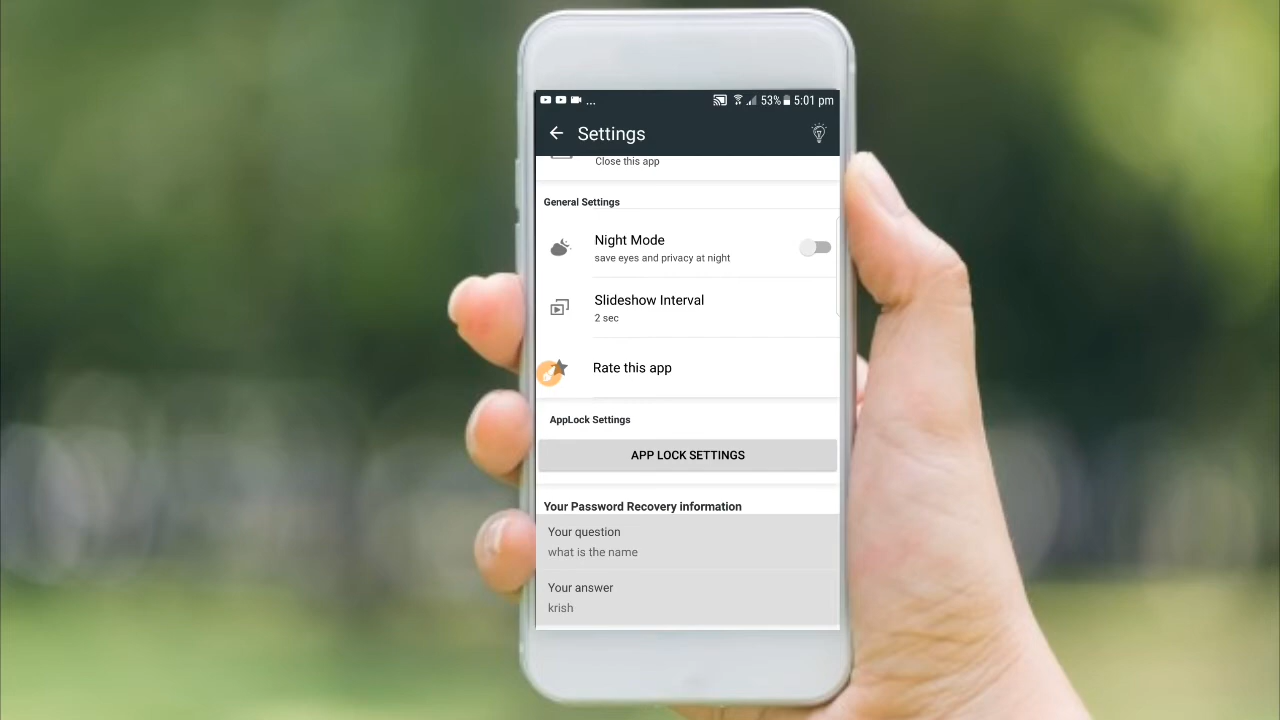 ... 53% 5:01 pm
Settings
Close this app
General Settings
Night Mode
save eyes and privacy at night
Slideshow Interval
2 sec
Rate this app
AppLock Settings
APP LOCK SETTINGS
Your Password Recovery information
Your question
what is the name
Your answer
krish